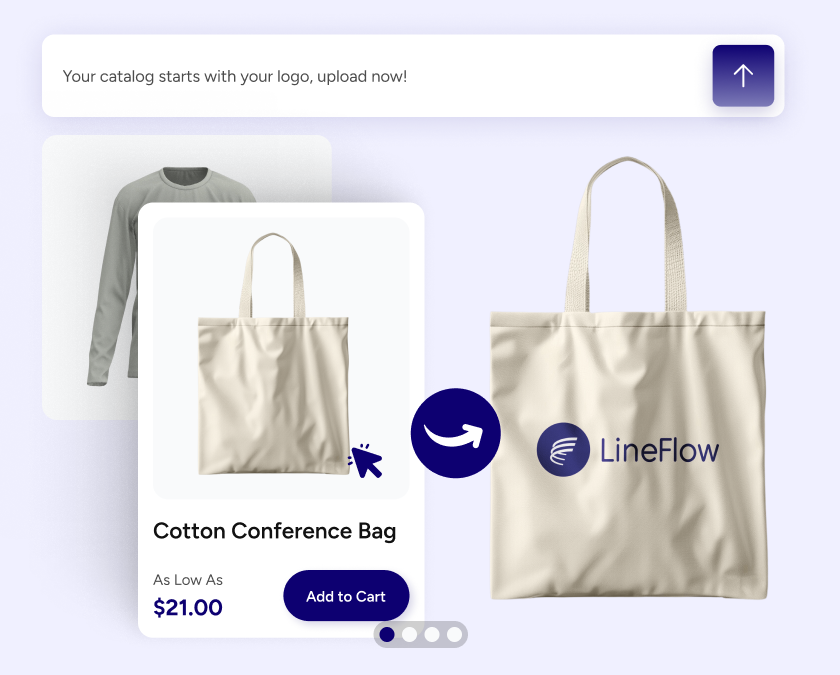 Your catalog starts with your logo, upload now!
LineFlow
Cotton Conference Bag
As Low As
$21.00
Add to Cart